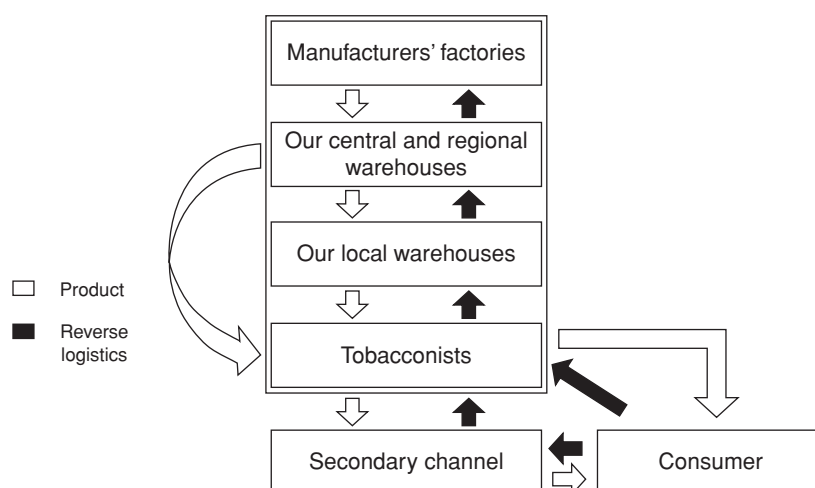 Manufacturers’ factories
Our central and regional
warehouses
Our local warehouses
Product
Reverse
logistics
Tobacconists
Secondary channel
Consumer